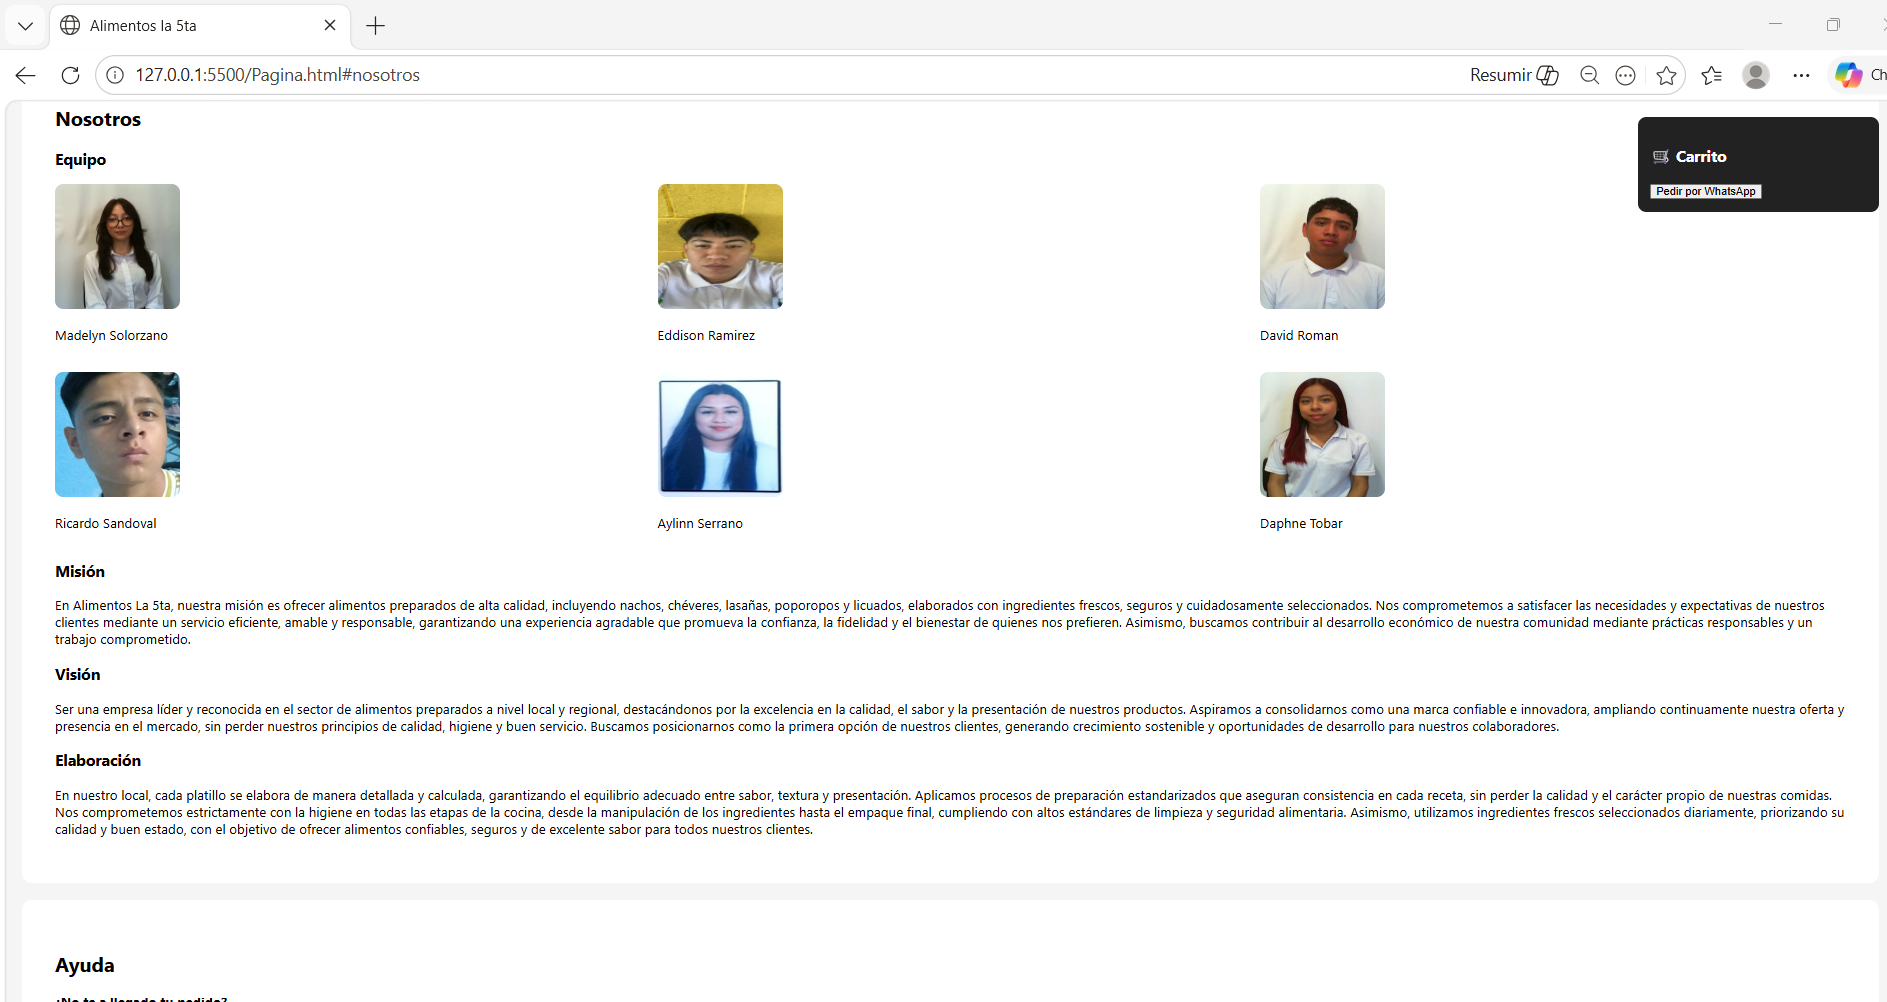 Alimentos la 5ta
127.0.0.1:5500/Pagina.html#nosotros
Resumir
Ch
Nosotros
Carrito
Pedir por WhatsApp
Equipo
Madelyn Solorzano
Eddison Ramirez
David Roman
Ricardo Sandoval
Aylinn Serrano
Daphne Tobar
Misión
En Alimentos La 5ta, nuestra misión es ofrecer alimentos preparados de alta calidad, incluyendo nachos, chéveres, lasañas, poporopos y licuados, elaborados con ingredientes frescos, seguros y cuidadosamente seleccionados. Nos comprometemos a satisfacer las necesidades y expectativas de nuestros
clientes mediante un servicio eficiente, amable y responsable, garantizando una experiencia agradable que promueva la confianza, la fidelidad y el bienestar de quienes nos prefieren. Asimismo, buscamos contribuir al desarrollo económico de nuestra comunidad mediante prácticas responsables y un
trabajo comprometido.
Visión
Ser una empresa líder y reconocida en el sector de alimentos preparados a nivel local y regional, destacándonos por la excelencia en la calidad, el sabor y la presentación de nuestros productos. Aspiramos a consolidarnos como una marca confiable e innovadora, ampliando continuamente nuestra oferta y
presencia en el mercado, sin perder nuestros principios de calidad, higiene y buen servicio. Buscamos posicionarnos como la primera opción de nuestros clientes, generando crecimiento sostenible y oportunidades de desarrollo para nuestros colaboradores.
Elaboración
En nuestro local, cada platillo se elabora de manera detallada y calculada, garantizando el equilibrio adecuado entre sabor, textura y presentación. Aplicamos procesos de preparación estandarizados que aseguran consistencia en cada receta, sin perder la calidad y el carácter propio de nuestras comidas.
Nos comprometemos estrictamente con la higiene en todas las etapas de la cocina, desde la manipulación de los ingredientes hasta el empaque final, cumpliendo con altos estándares de limpieza y seguridad alimentaria. Asimismo, utilizamos ingredientes frescos seleccionados diariamente, priorizando su
calidad y buen estado, con el objetivo de ofrecer alimentos confiables, seguros y de excelente sabor para todos nuestros clientes.
Ayuda
¿No te a llegado tu pedido?